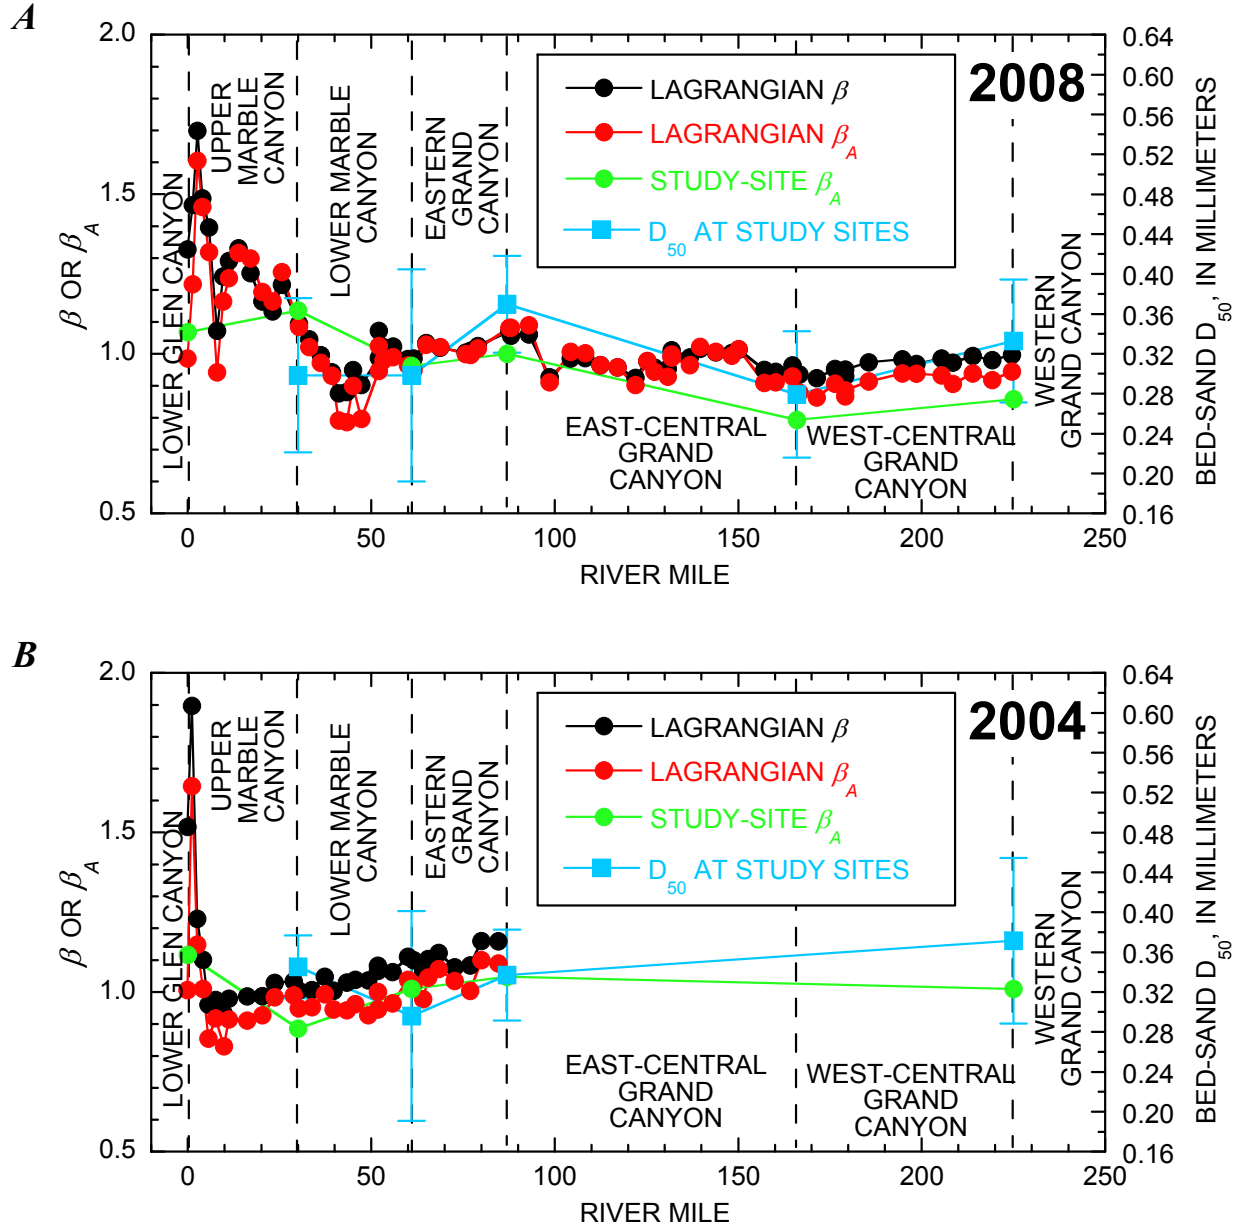 A
2008
LAGRANGIAN β
LAGRANGIAN β_A
STUDY-SITE β_A
D₅₀ AT STUDY SITES
β OR β_A
2.0
1.5
1.0
0.5
LOWER GLEN CANYON
UPPER
MARBLE
CANYON
LOWER MARBLE
CANYON
EASTERN
GRAND
CANYON
EAST-CENTRAL
GRAND
CANYON
WEST-CENTRAL
GRAND
CANYON
WESTERN
GRAND CANYON
0.64
0.60
0.56
0.52
0.48
0.44
0.40
0.36
0.32
0.28
0.24
0.20
0.16
BED-SAND D₅₀, IN MILLIMETERS
0
50
100
150
200
250
RIVER MILE
B
2004
LAGRANGIAN β
LAGRANGIAN β_A
STUDY-SITE β_A
D₅₀ AT STUDY SITES
β OR β_A
2.0
1.5
1.0
0.5
LOWER GLEN CANYON
UPPER
MARBLE
CANYON
LOWER MARBLE
CANYON
EASTERN
GRAND
CANYON
EAST-CENTRAL
GRAND
CANYON
WEST-CENTRAL
GRAND
CANYON
WESTERN
GRAND CANYON
0.64
0.60
0.56
0.52
0.48
0.44
0.40
0.36
0.32
0.28
0.24
0.20
0.16
BED-SAND D₅₀, IN MILLIMETERS
0
50
100
150
200
250
RIVER MILE